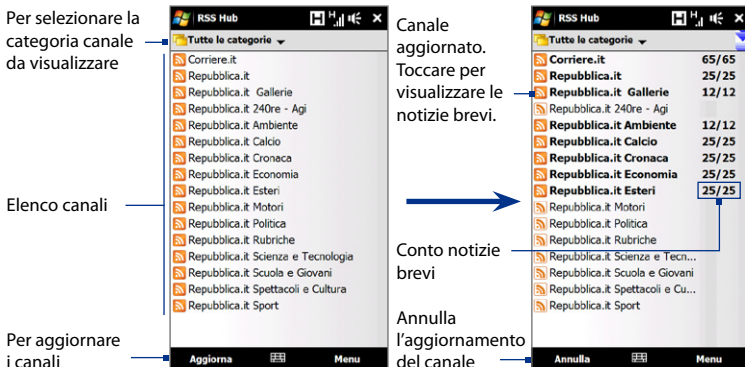 Per selezionare la
categoria canale
da visualizzare
Elenco canali
Per aggiornare
i canali
RSS Hub
Tutte le categorie
Corriere.it
Repubblica.it
Repubblica.it Gallerie
Repubblica.it 24Ore - Agi
Repubblica.it Ambiente
Repubblica.it Calcio
Repubblica.it Cronaca
Repubblica.it Economia
Repubblica.it Esteri
Repubblica.it Motori
Repubblica.it Politica
Repubblica.it Rubriche
Repubblica.it Scienza e Tecnologia
Repubblica.it Scuola e Giovani
Repubblica.it Spettacoli e Cultura
Repubblica.it Sport
Aggiorna Menu
Canale
aggiornato.
Toccare per
visualizzare le
notizie brevi.
Conto notizie
brevi
Annulla
l'aggiornamento
del canale
RSS Hub
Tutte le categorie
Corriere.it 65/65
Repubblica.it 25/25
Repubblica.it Gallerie 12/12
Repubblica.it 24Ore - Agi
Repubblica.it Ambiente 12/12
Repubblica.it Calcio 25/25
Repubblica.it Cronaca 25/25
Repubblica.it Economia 25/25
Repubblica.it Esteri 25/25
Repubblica.it Motori
Repubblica.it Politica
Repubblica.it Rubriche
Repubblica.it Scienza e Tecn...
Repubblica.it Scuola e Giovani
Repubblica.it Spettacoli e Cu...
Repubblica.it Sport
Annulla Menu